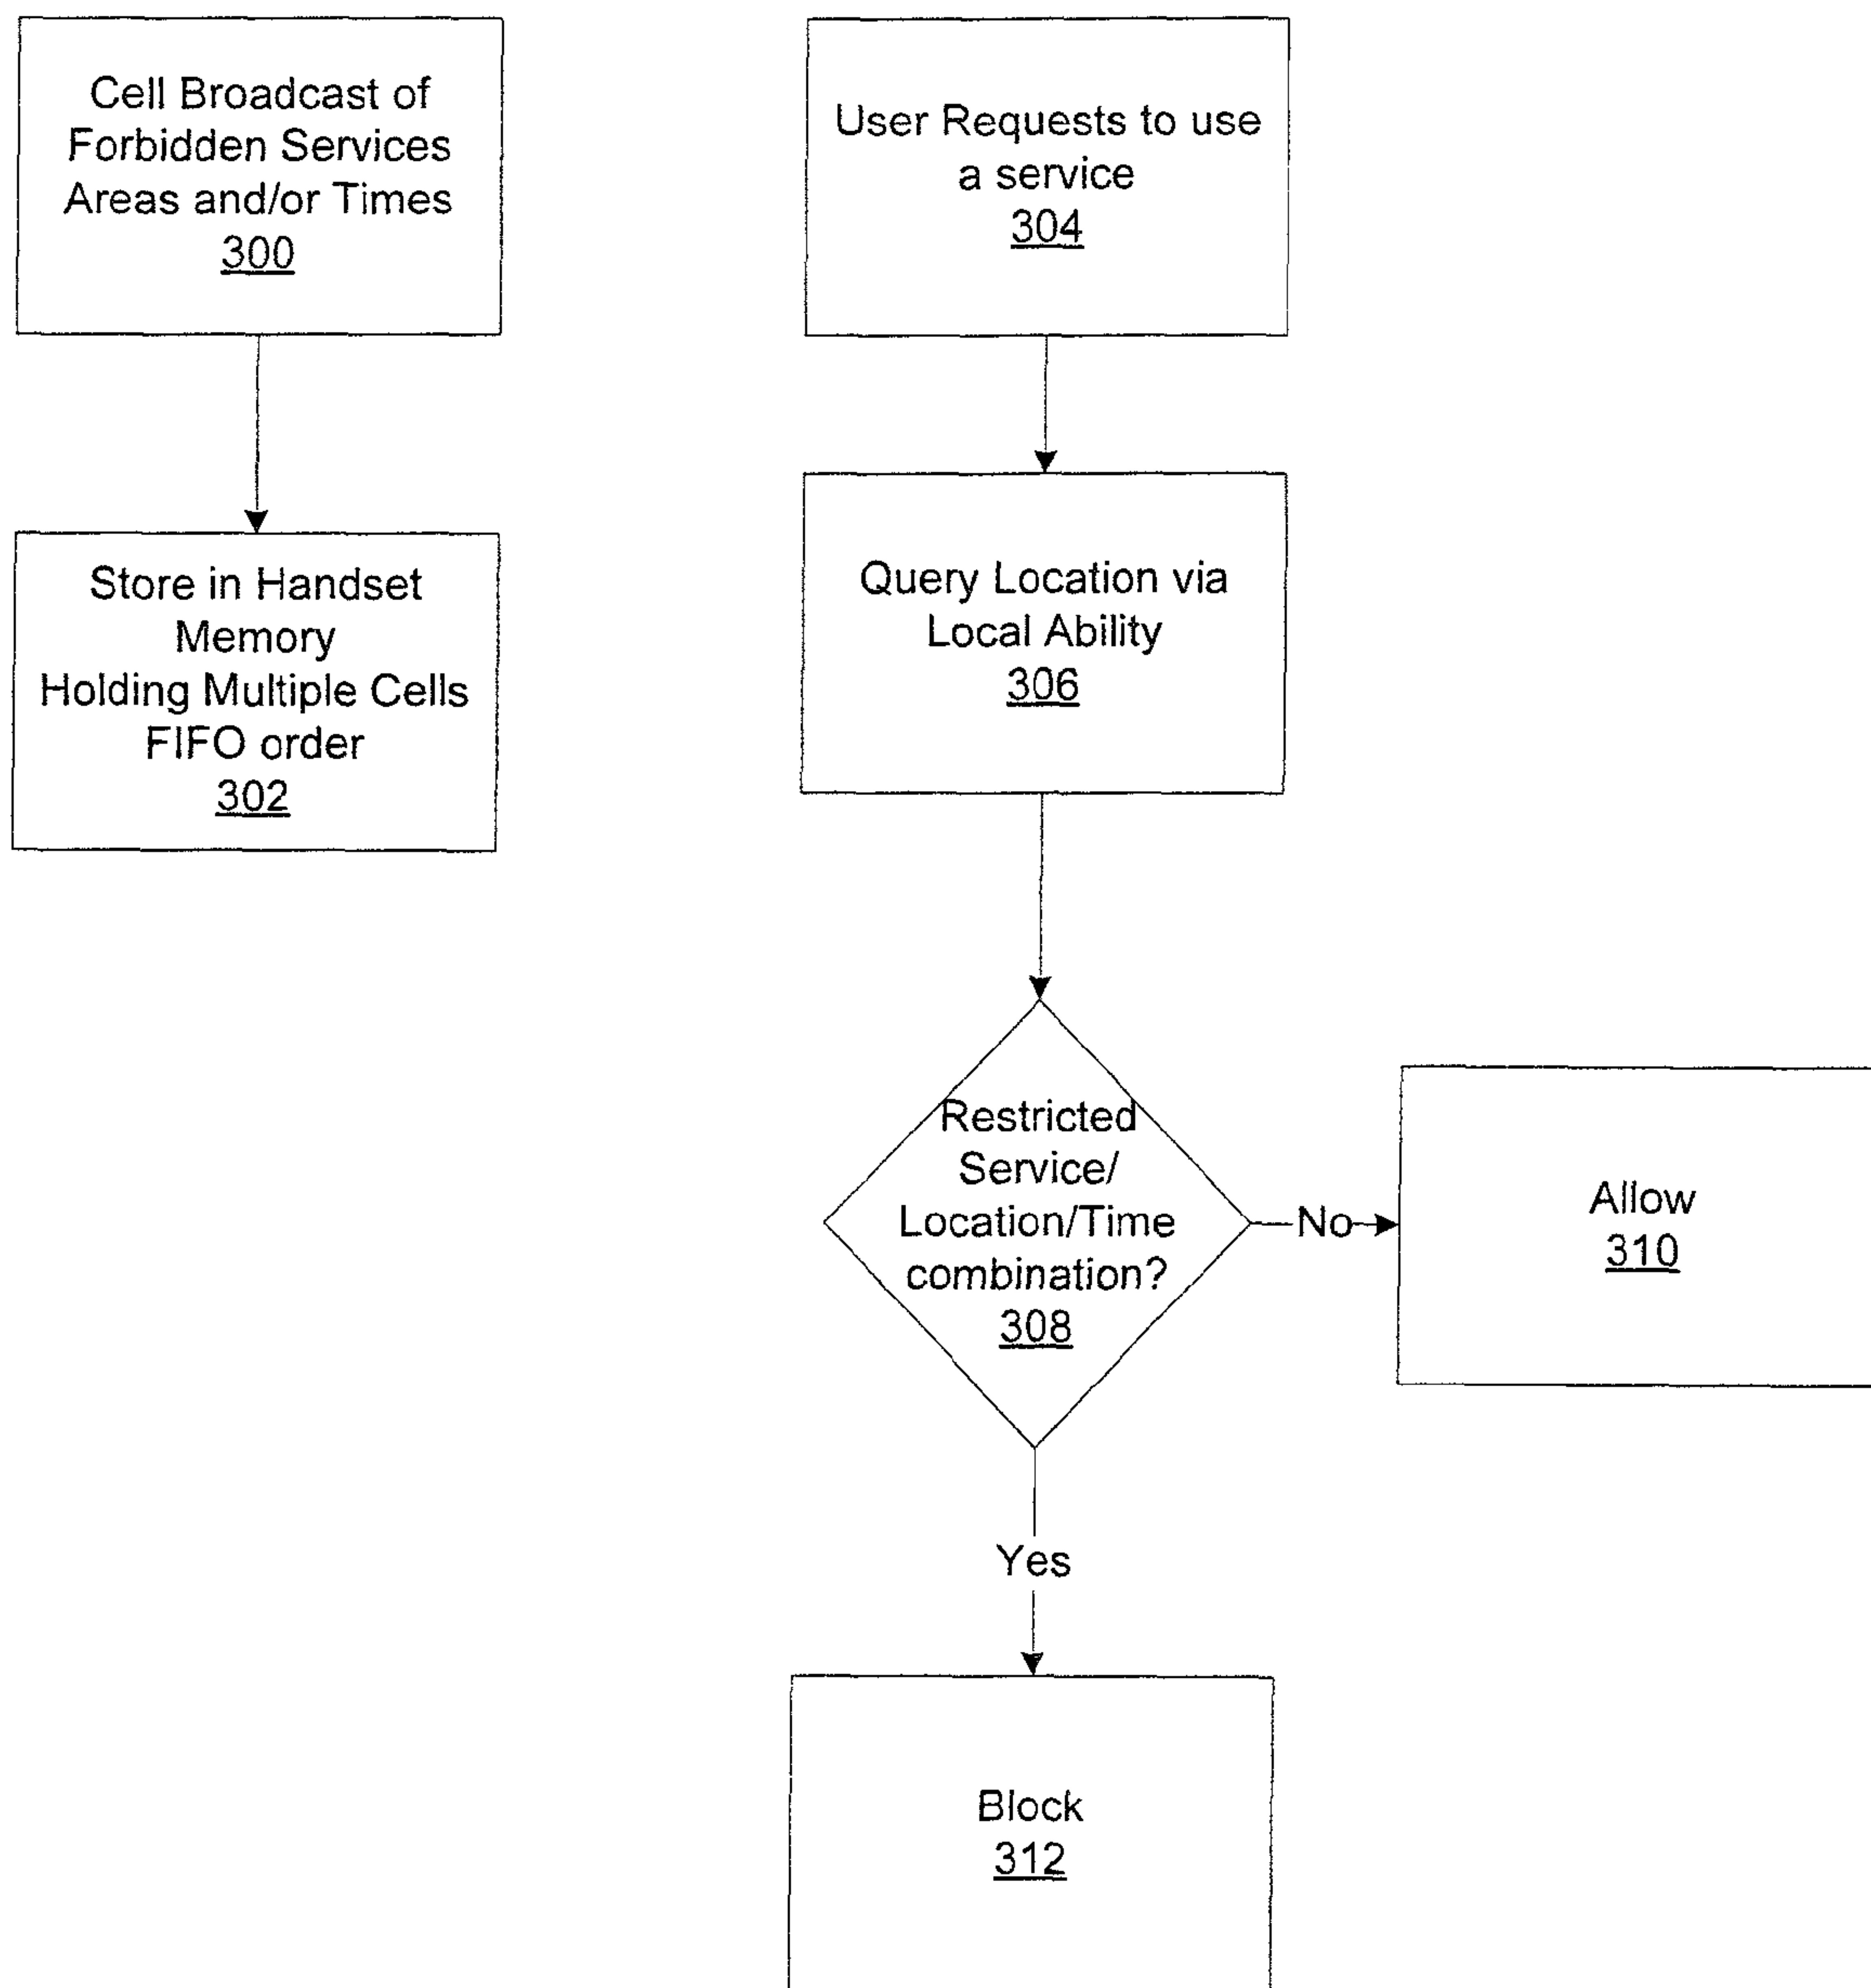 Cell Broadcast of
Forbidden Services
Areas and/or Times
300
Store in Handset
Memory
Holding Multiple Cells
FIFO order
302
User Requests to use
a service
304
Query Location via
Local Ability
306
Restricted
Service/
Location/Time
combination?
308
No
Allow
310
Yes
Block
312